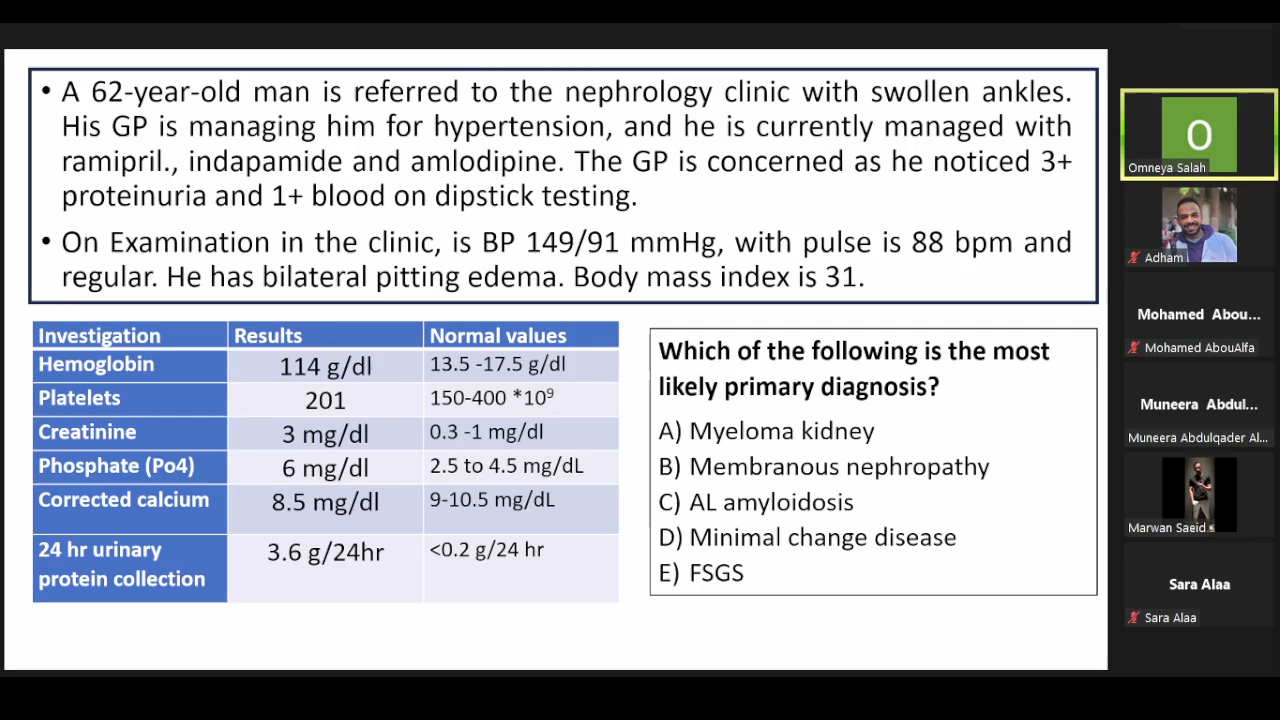 • A 62-year-old man is referred to the nephrology clinic with swollen ankles.
His GP is managing him for hypertension, and he is currently managed with
ramipril., indapamide and amlodipine. The GP is concerned as he noticed 3+
proteinuria and 1+ blood on dipstick testing.
• On Examination in the clinic, is BP 149/91 mmHg, with pulse is 88 bpm and
regular. He has bilateral pitting edema. Body mass index is 31.
Investigation Results Normal values
Hemoglobin 114 g/dl 13.5 -17.5 g/dl
Platelets 201 150-400 *10⁹
Creatinine 3 mg/dl 0.3 -1 mg/dl
Phosphate (Po4) 6 mg/dl 2.5 to 4.5 mg/dL
Corrected calcium 8.5 mg/dl 9-10.5 mg/dL
24 hr urinary 3.6 g/24hr <0.2 g/24 hr
protein collection
Which of the following is the most
likely primary diagnosis?
A) Myeloma kidney
B) Membranous nephropathy
C) AL amyloidosis
D) Minimal change disease
E) FSGS
O
Omneya Salah
Adham
Mohamed Abou...
Mohamed AbouAlfa
Muneera Abdul...
Muneera Abdulqader Al...
Marwan Saeid
Sara Alaa
Sara Alaa